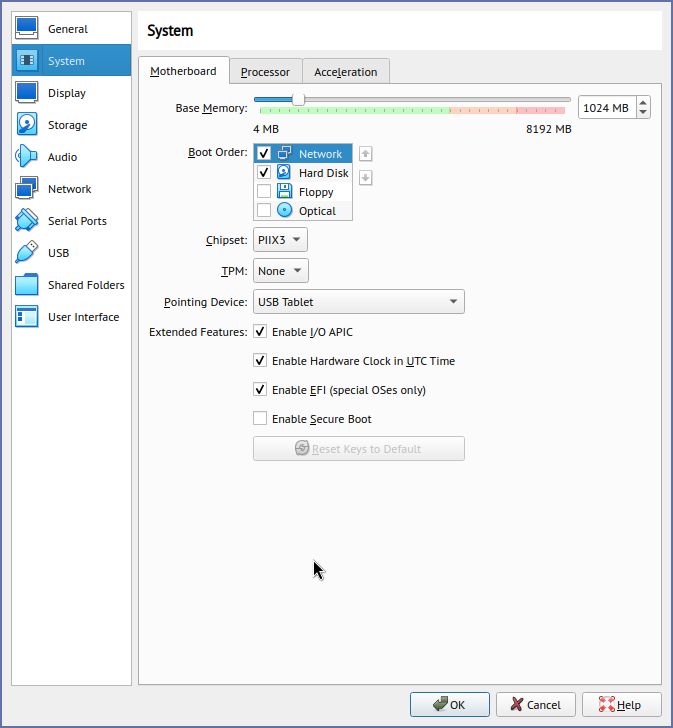 General
System
Display
Storage
Audio
Network
Serial Ports
USB
Shared Folders
User Interface
System
Motherboard
Processor
Acceleration
Base Memory:
1024 MB
4 MB
8192 MB
Boot Order:
Network
Hard Disk
Floppy
Optical
Chipset:
PIIX3
TPM:
None
Pointing Device:
USB Tablet
Extended Features:
Enable I/O APIC
Enable Hardware Clock in UTC Time
Enable EFI (special OSes only)
Enable Secure Boot
Reset Keys to Default
OK
Cancel
Help